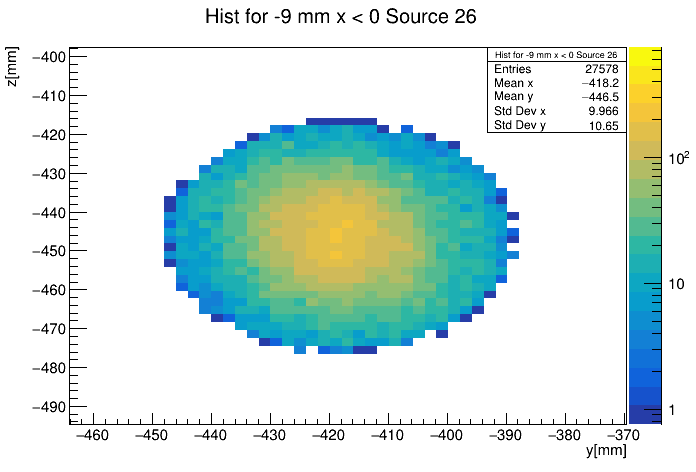 Hist for -9 mm x < 0 Source 26
z[mm]
Hist for -9 mm x < 0 Source 26
Entries 27578
Mean x −418.2
Mean y −446.5
Std Dev x 9.966
Std Dev y 10.65
−400
−410
−420
−430
−440
−450
−460
−470
−480
−490
10²
10
1
−460 −450 −440 −430 −420 −410 −400 −390 −380 −370
y[mm]